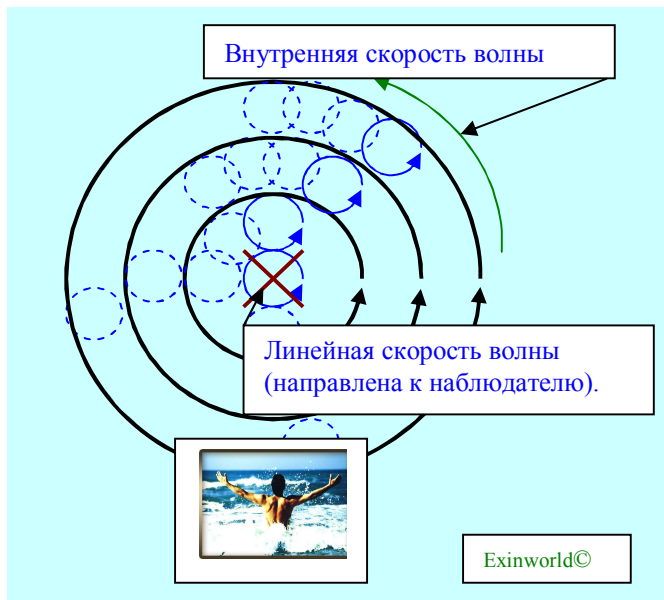 Внутренняя скорость волны
Линейная скорость волны
(направлена к наблюдателю).
Exinworld©